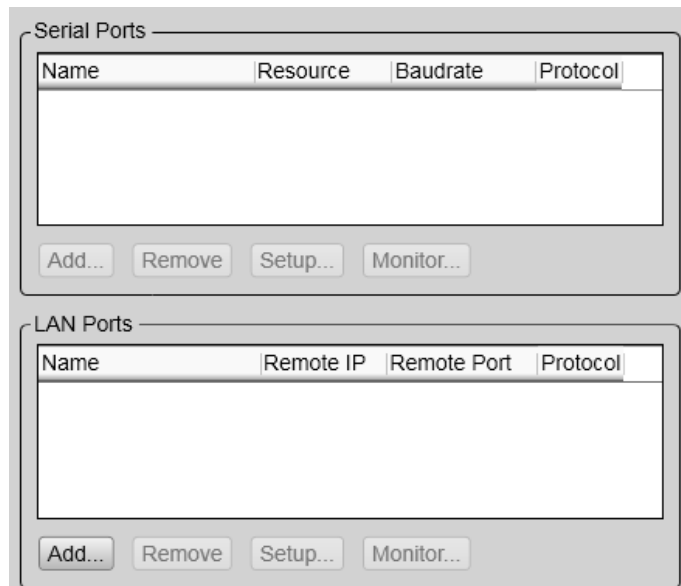 Serial Ports
Name Resource Baudrate Protocol
Add... Remove Setup... Monitor...
LAN Ports
Name Remote IP Remote Port Protocol
Add... Remove Setup... Monitor...